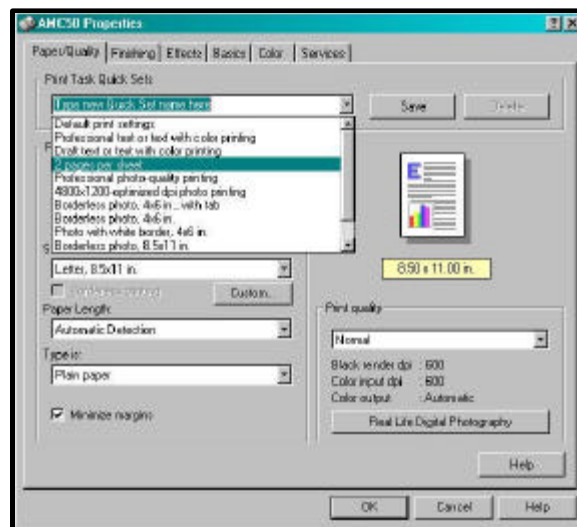 AMC50 Properties
Paper/Quality Finishing Effects Basics Color Services
Print Task Quick Sets
Type new Quick Set name here
Save
Delete
Default print settings
Professional text or text with color printing
Draft text or text with color printing
2 pages per sheet
Professional photo-quality printing
4800x1200-optimized dpi photo printing
Borderless photo, 4x6 in., with tab
Borderless photo, 4x6 in.
Photo with white border, 4x6 in.
Borderless photo, 8.5x11 in.
Letter, 8.5x11 in.
Custom...
8.50 x 11.00 in.
Paper Length:
Automatic Detection
Type is:
Plain paper
Minimize margins
Print quality
Normal
Black render dpi : 600
Color input dpi : 600
Color output : Automatic
Real Life Digital Photography
Help
OK Cancel Help